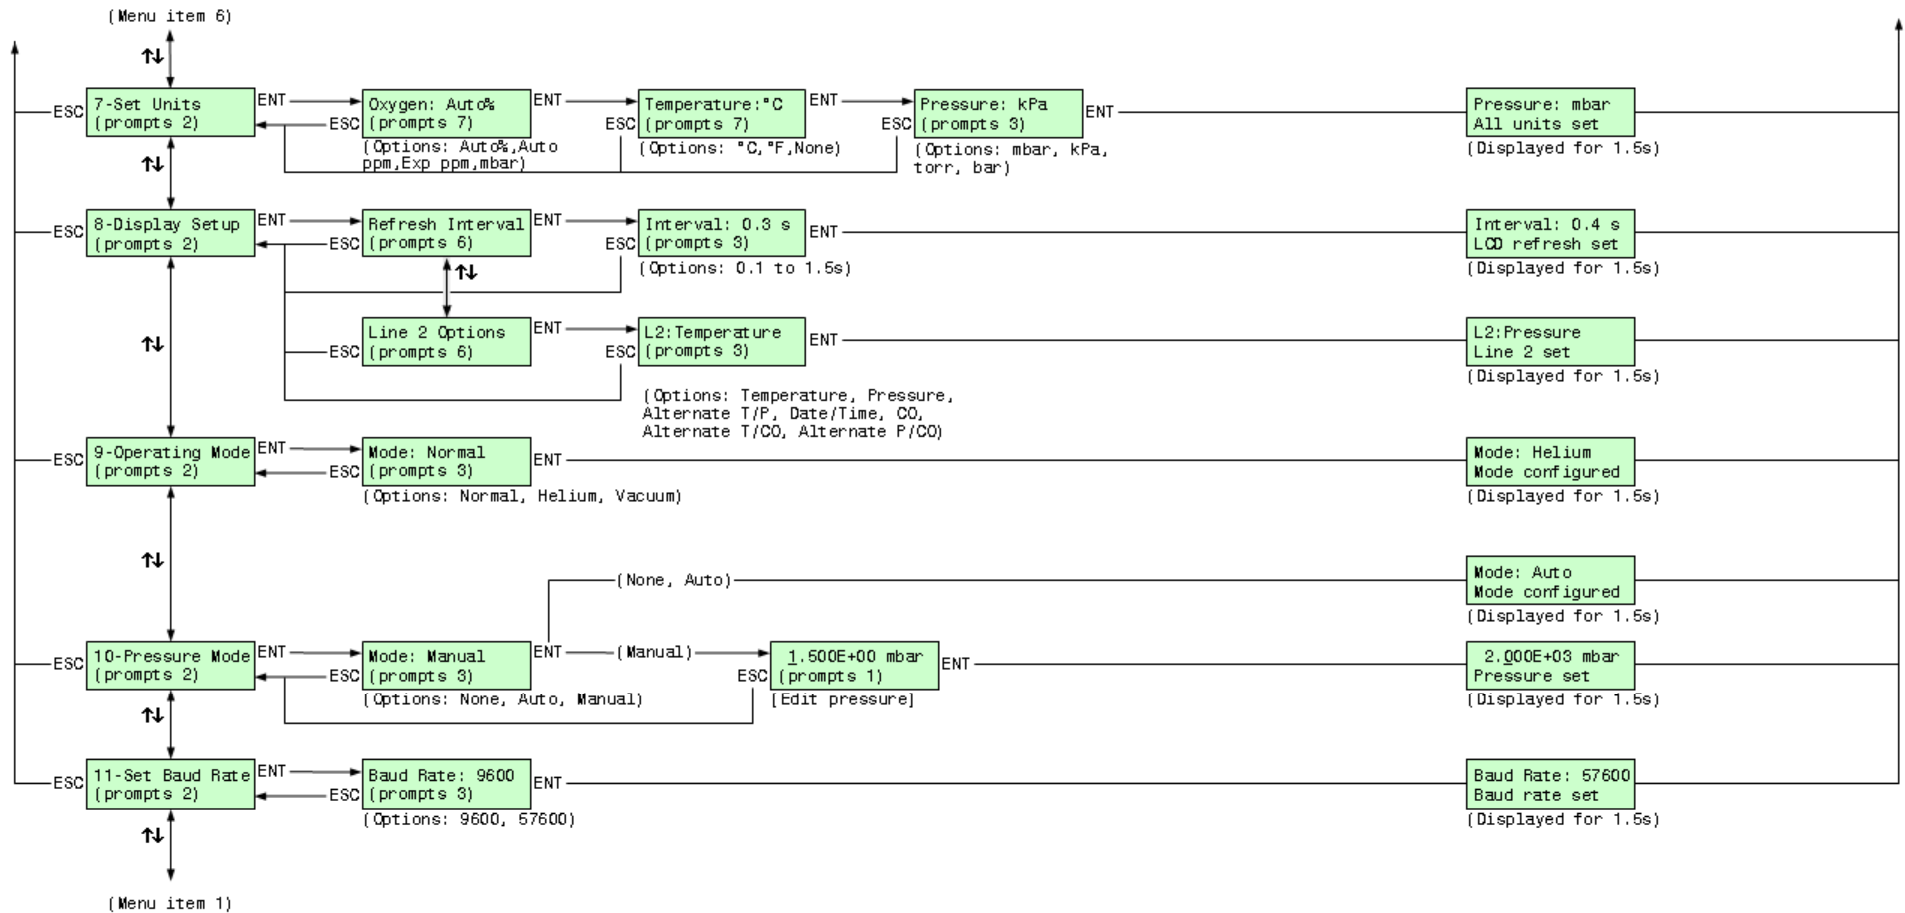 (Menu item 6)
↑↓
ESC
7-Set Units
(prompts 2)
ENT
ESC
Oxygen: Auto%
(prompts 7)
(Options: Auto%,Auto
ppm,Exp ppm,mbar)
ENT
ESC
Temperature:°C
(prompts 7)
(Options: °C,°F,None)
ENT
ESC
Pressure: kPa
(prompts 3)
(Options: mbar, kPa,
torr, bar)
ENT
Pressure: mbar
All units set
(Displayed for 1.5s)
↑↓
ESC
8-Display Setup
(prompts 2)
ENT
ESC
Refresh Interval
(prompts 6)
ENT
ESC
Interval: 0.3 s
(prompts 3)
(Options: 0.1 to 1.5s)
ENT
Interval: 0.4 s
LCD refresh set
(Displayed for 1.5s)
↑↓
ESC
Line 2 Options
(prompts 6)
ENT
ESC
L2:Temperature
(prompts 3)
(Options: Temperature, Pressure,
Alternate T/P, Date/Time, CO,
Alternate T/CO, Alternate P/CO)
ENT
L2:Pressure
Line 2 set
(Displayed for 1.5s)
↑↓
ESC
9-Operating Mode
(prompts 2)
ENT
ESC
Mode: Normal
(prompts 3)
(Options: Normal, Helium, Vacuum)
ENT
Mode: Helium
Mode configured
(Displayed for 1.5s)
↑↓
(None, Auto)
Mode: Auto
Mode configured
(Displayed for 1.5s)
ESC
10-Pressure Mode
(prompts 2)
ENT
ESC
Mode: Manual
(prompts 3)
(Options: None, Auto, Manual)
ENT
(Manual)
ESC
1.500E+00 mbar
(prompts 1)
[Edit pressure]
ENT
2.000E+03 mbar
Pressure set
(Displayed for 1.5s)
↑↓
ESC
11-Set Baud Rate
(prompts 2)
ENT
ESC
Baud Rate: 9600
(prompts 3)
(Options: 9600, 57600)
ENT
Baud Rate: 57600
Baud rate set
(Displayed for 1.5s)
↑↓
(Menu item 1)